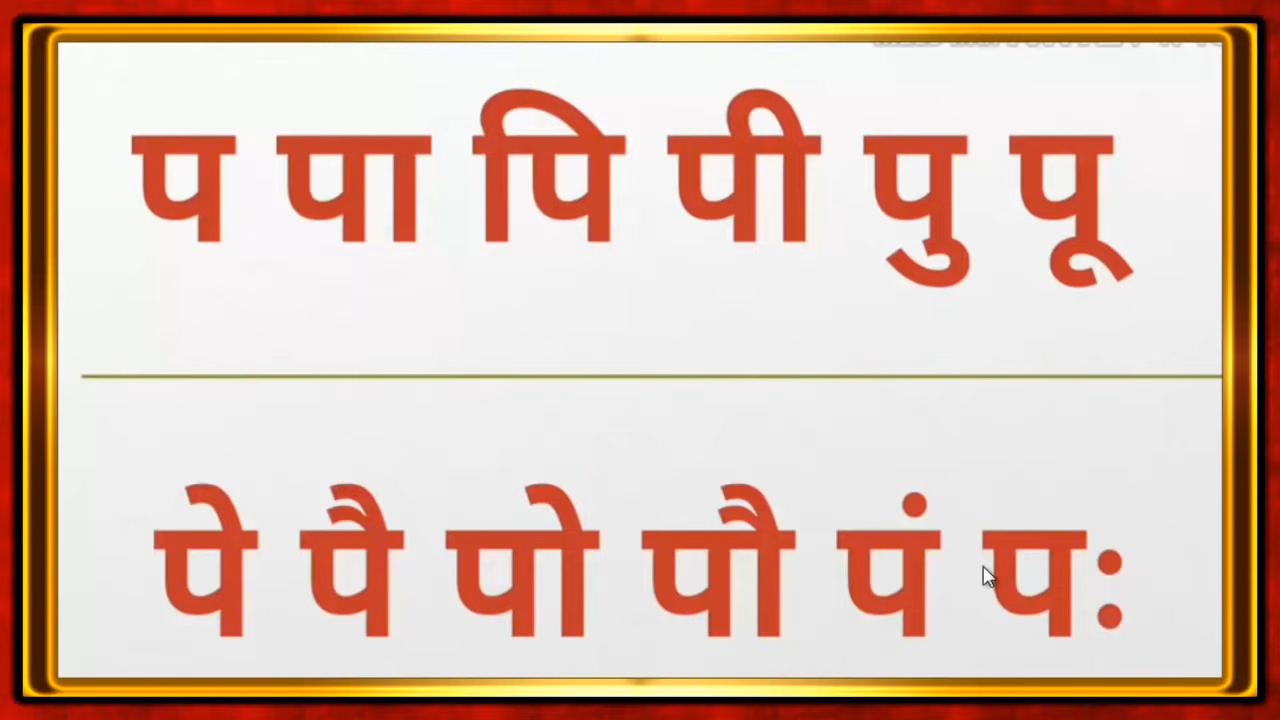 प पा पि पी पु पू
पे पै पो पौ पं पः